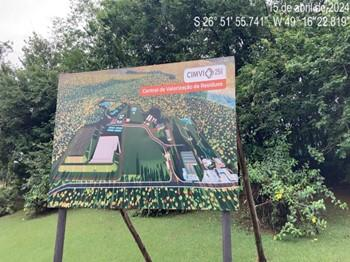 15 de abril de 2024
S 26° 51' 55.741" W 49° 16' 22.819"
CIMVI 25
Central de Valorização de Resíduos